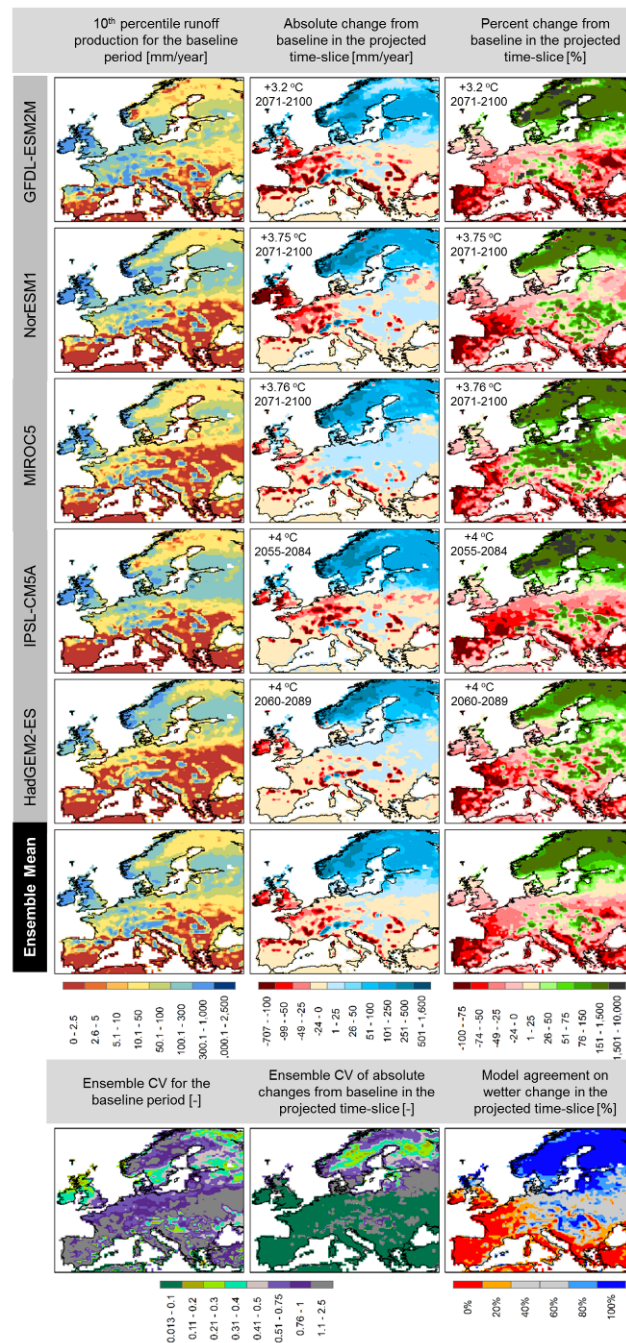 10th percentile runoff
production for the baseline
period [mm/year]
Absolute change from
baseline in the projected
time-slice [mm/year]
Percent change from
baseline in the projected
time-slice [%]
GFDL-ESM2M
+3.2 °C
2071-2100
+3.2 °C
2071-2100
NorESM1
+3.75 °C
2071-2100
+3.75 °C
2071-2100
MIROC5
+3.76 °C
2071-2100
+3.76 °C
2071-2100
IPSL-CM5A
+4 °C
2055-2084
+4 °C
2055-2084
HadGEM2-ES
+4 °C
2060-2089
+4 °C
2060-2089
Ensemble Mean
0 - 2.5
2.6 - 5
5.1 - 10
10.1 - 50
50.1 - 100
100.1 - 300
300.1 - 1,000
,000.1 - 2,500
-707 - -100
-99 - -50
-49 - -25
-24 - 0
1 - 25
26 - 50
51 - 100
101 - 250
251 - 500
501 - 1,600
-100 - -75
-74 - -50
-49 - -25
-24 - 0
1 - 25
26 - 50
51 - 75
76 - 150
151 - 1,500
1,501 - 10,000
Ensemble CV for the
baseline period [-]
Ensemble CV of absolute
changes from baseline in the
projected time-slice [-]
Model agreement on
wetter change in the
projected time-slice [%]
0.013 - 0.1
0.11 - 0.2
0.21 - 0.3
0.31 - 0.4
0.41 - 0.5
0.51 - 0.75
0.76 - 1
1.1 - 2.5
0%
20%
40%
60%
80%
100%